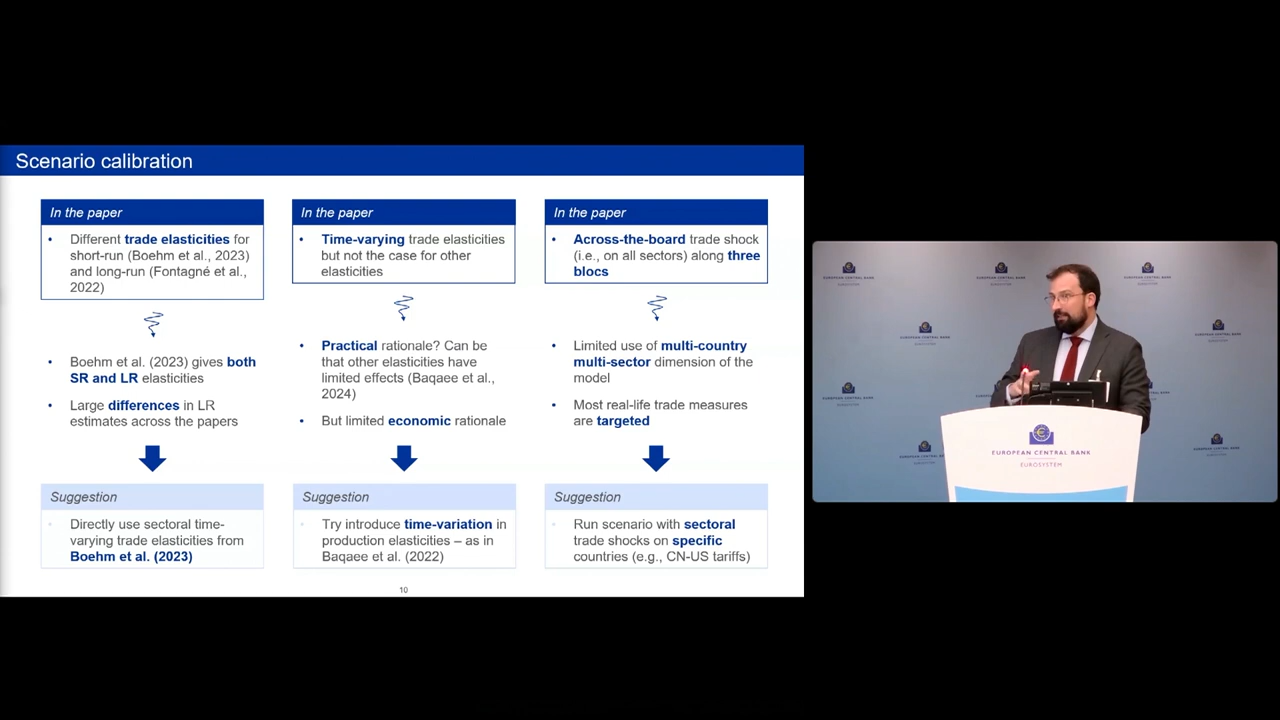 Scenario calibration
In the paper
• Different trade elasticities for
short-run (Boehm et al., 2023)
and long-run (Fontagné et al.,
2022)
• Boehm et al. (2023) gives both
SR and LR elasticities
• Large differences in LR
estimates across the papers
Suggestion
• Directly use sectoral time-
varying trade elasticities from
Boehm et al. (2023)
In the paper
• Time-varying trade elasticities
but not the case for other
elasticities
• Practical rationale? Can be
that other elasticities have
limited effects (Baqaee et al.,
2024)
• But limited economic rationale
Suggestion
• Try introduce time-variation in
production elasticities – as in
Baqaee et al. (2022)
In the paper
• Across-the-board trade shock
(i.e., on all sectors) along three
blocs
• Limited use of multi-country
multi-sector dimension of the
model
• Most real-life trade measures
are targeted
Suggestion
• Run scenario with sectoral
trade shocks on specific
countries (e.g., CN-US tariffs)
10
EUROPEAN CENTRAL BANK
EUROSYSTEM
EUROPEAN CENTRAL BANK
EUROSYSTEM